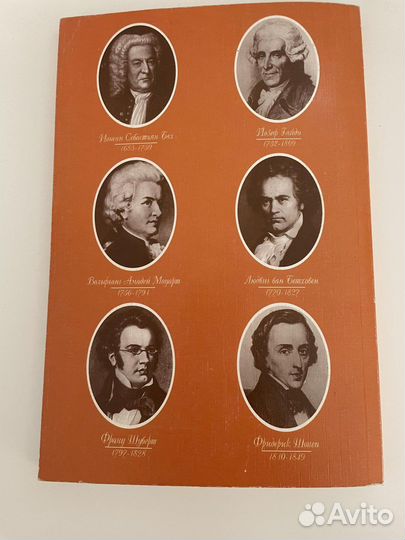 Иоганн Себастьян Бах
1685-1750
Йозеф Гайдн
1732-1809
Вольфганг Амадей Моцарт
1756-1791
Людвиг ван Бетховен
1770-1827
Франц Шуберт
1797-1828
Фридерик Шопен
1810-1849
Avito